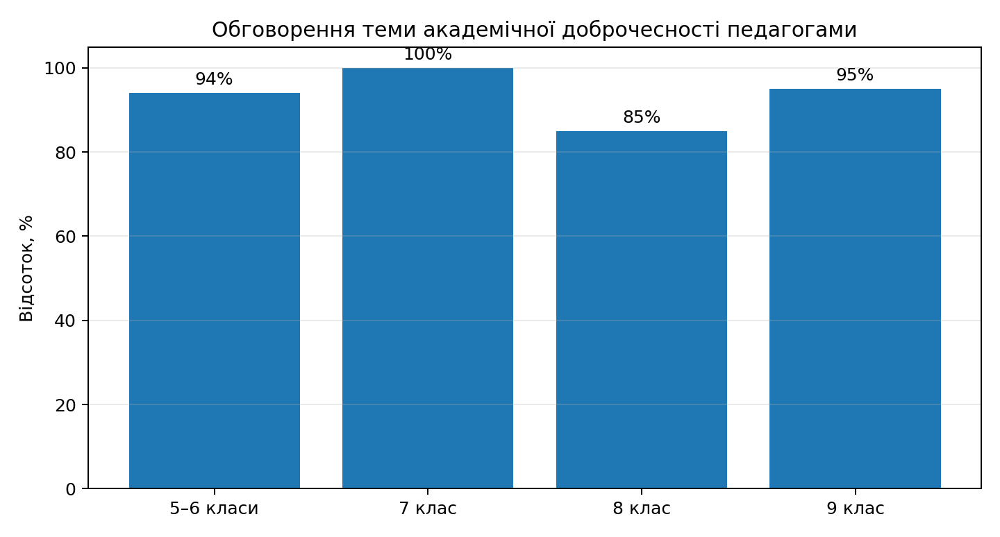 Обговорення теми академічної доброчесності педагогами
Відсоток, %
100
80
60
40
20
0
94%
100%
85%
95%
5–6 класи
7 клас
8 клас
9 клас